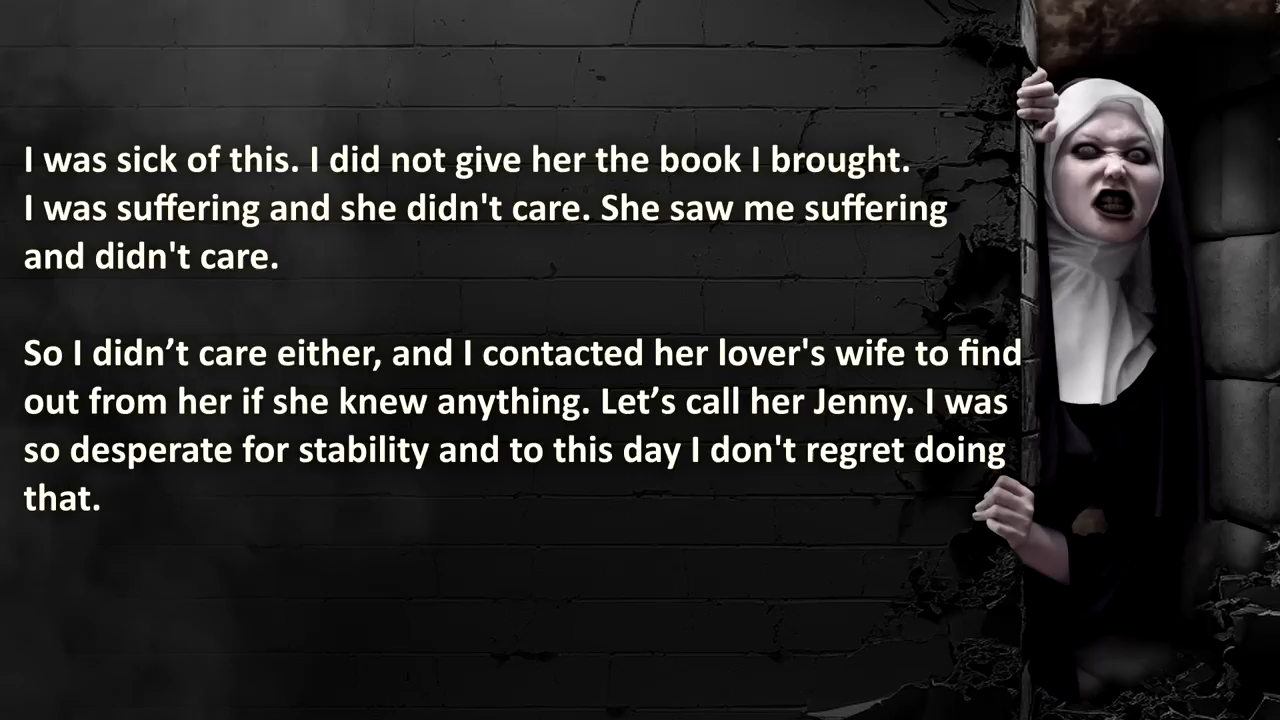 I was sick of this. I did not give her the book I brought.
I was suffering and she didn't care. She saw me suffering
and didn't care.
So I didn’t care either, and I contacted her lover's wife to find
out from her if she knew anything. Let’s call her Jenny. I was
so desperate for stability and to this day I don't regret doing
that.